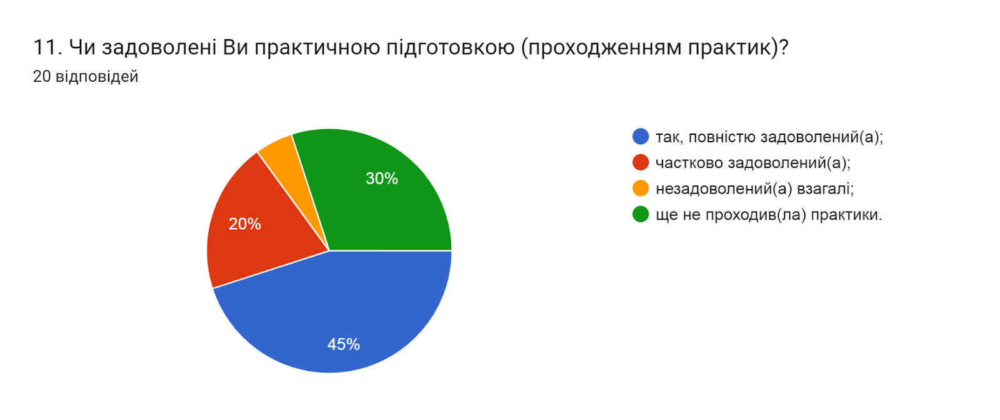 11. Чи задоволені Ви практичною підготовкою (проходженням практик)?
20 відповідей
так, повністю задоволений(а);
частково задоволений(а);
незадоволений(а) взагалі;
ще не проходив(ла) практики.
30%
20%
45%